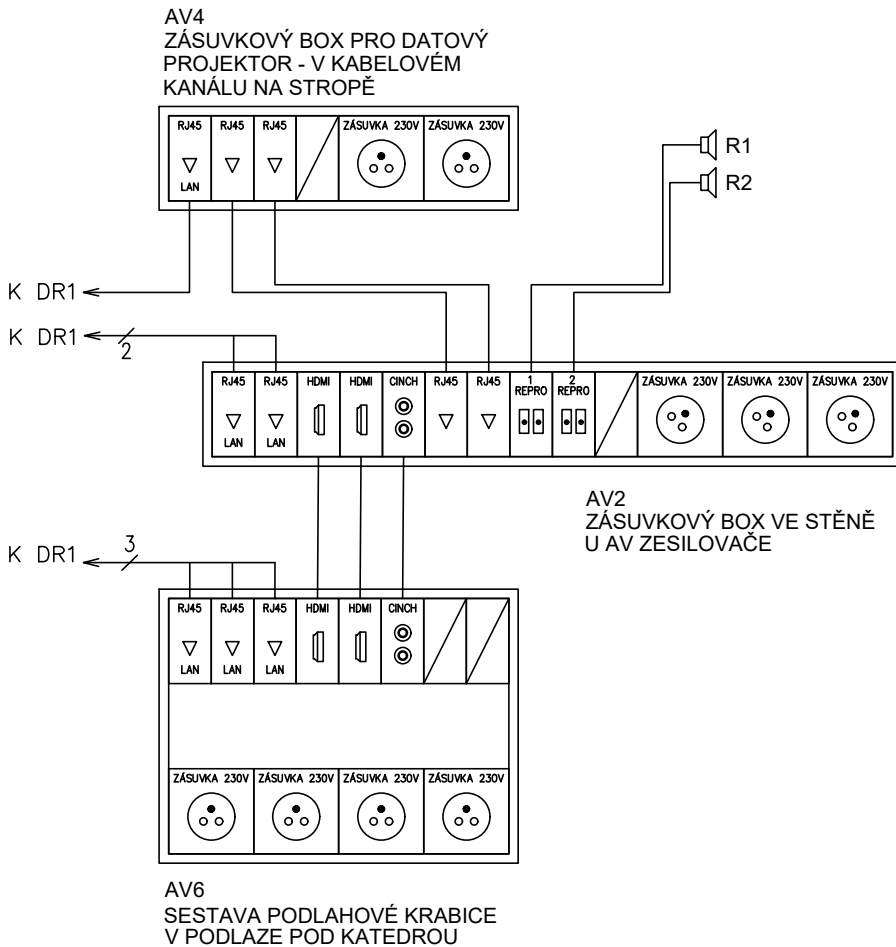 AV4
ZÁSUVKOVÝ BOX PRO DATOVÝ
PROJEKTOR - V KABELOVÉM
KANÁLU NA STROPĚ
RJ45 RJ45 RJ45 ZÁSUVKA 230V ZÁSUVKA 230V
LAN
R1
R2
K DR1
K DR1
2
RJ45 RJ45 HDMI HDMI CINCH RJ45 RJ45 1 REPRO 2 REPRO ZÁSUVKA 230V ZÁSUVKA 230V ZÁSUVKA 230V
LAN LAN
AV2
ZÁSUVKOVÝ BOX VE STĚNĚ
U AV ZESILOVAČE
K DR1
3
RJ45 RJ45 RJ45 HDMI HDMI CINCH
LAN LAN LAN
ZÁSUVKA 230V ZÁSUVKA 230V ZÁSUVKA 230V ZÁSUVKA 230V
AV6
SESTAVA PODLAHOVÉ KRABICE
V PODLAZE POD KATEDROU